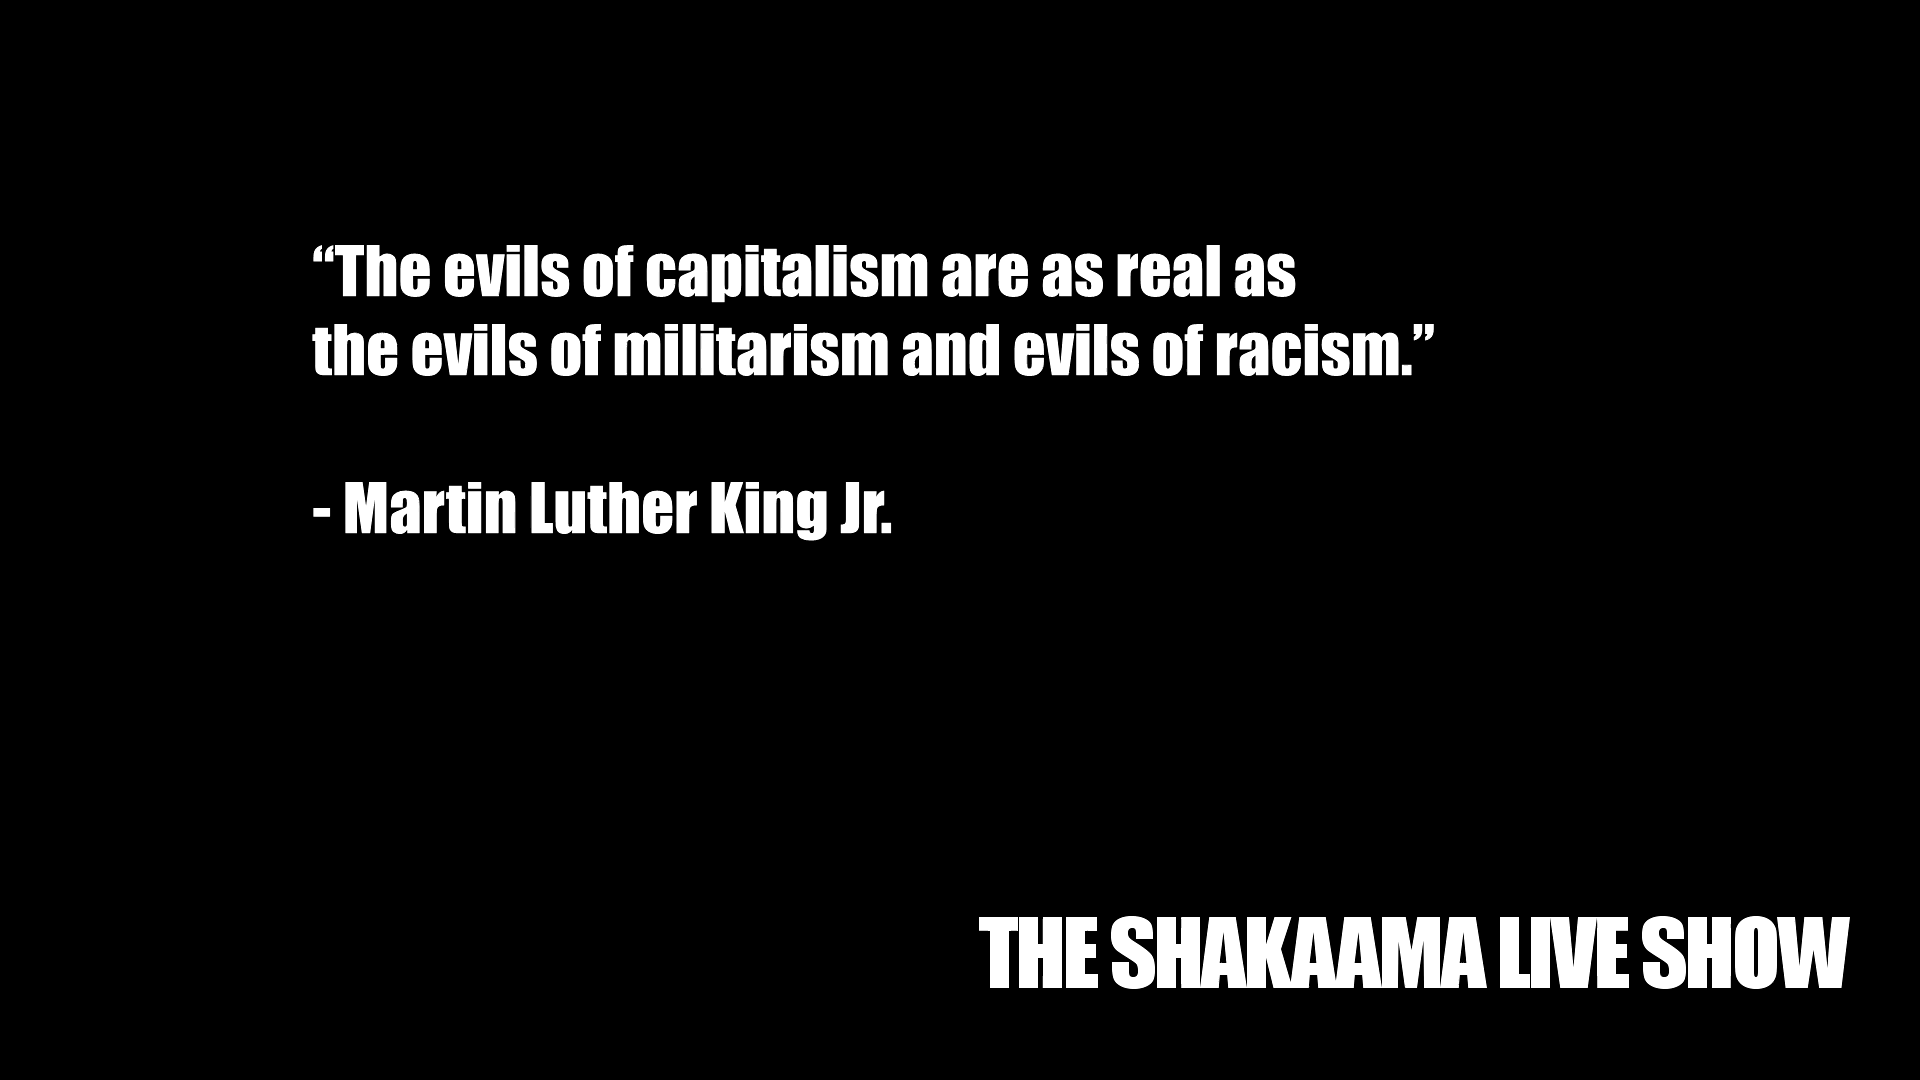 “The evils of capitalism are as real as
the evils of militarism and evils of racism.”
- Martin Luther King Jr.
THE SHAKAAMA LIVE SHOW